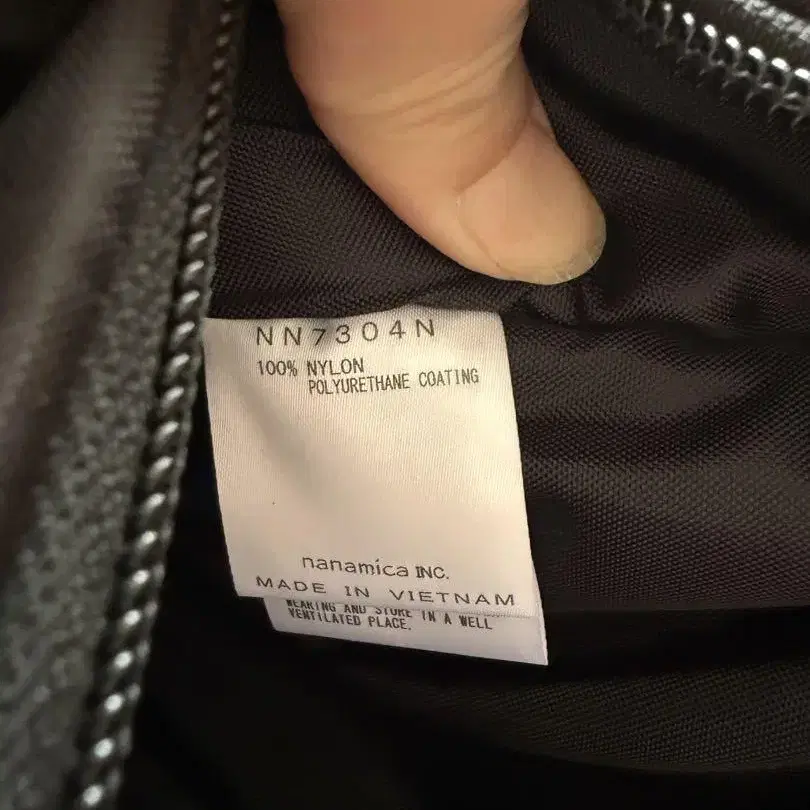 NN7304N
100% NYLON
POLYURETHANE COATING
nanamica INC.
MADE IN VIETNAM
WEARING AND STORE IN A WELL
VENTILATED PLACE.